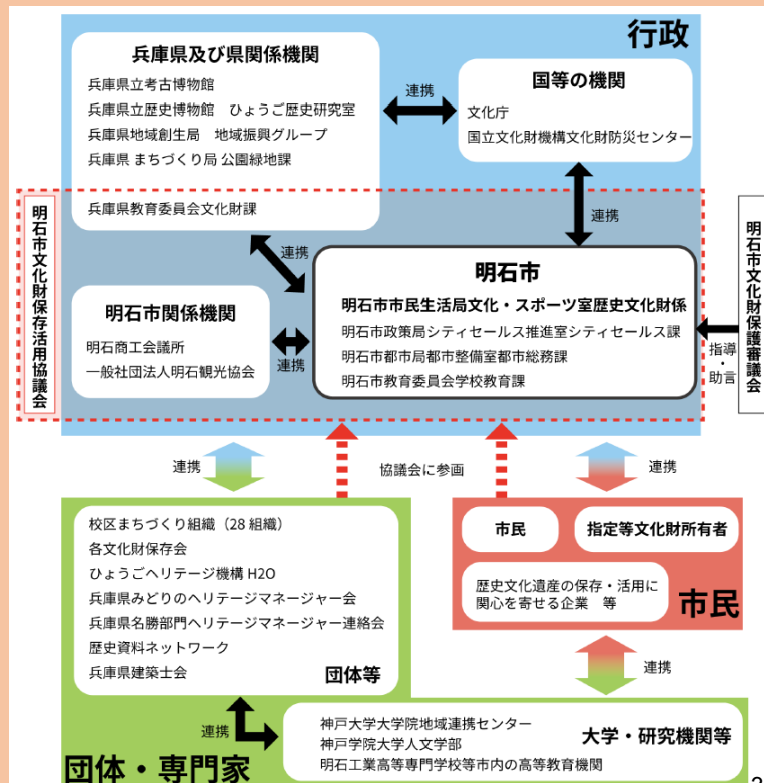 行政
兵庫県及び県関係機関
兵庫県立考古博物館
兵庫県立歴史博物館　ひょうご歴史研究室
兵庫県地域創生局　地域振興グループ
兵庫県 まちづくり局 公園緑地課
兵庫県教育委員会文化財課
連携
国等の機関
文化庁
国立文化財機構文化財防災センター
連携
連携
明石市文化財保存活用協議会
明石市関係機関
明石商工会議所
一般社団法人明石観光協会
連携
明石市
明石市市民生活局文化・スポーツ室歴史文化財係
明石市政策局シティセールス推進室シティセールス課
明石市都市局都市整備室都市総務課
明石市教育委員会学校教育課
指導・助言
明石市文化財保護審議会
連携
協議会に参画
連携
校区まちづくり組織（28 組織）
各文化財保存会
ひょうごヘリテージ機構 H2O
兵庫県みどりのヘリテージマネージャー会
兵庫県名勝部門ヘリテージマネージャー連絡会
歴史資料ネットワーク
兵庫県建築士会
団体等
市民
指定等文化財所有者
歴史文化遺産の保存・活用に
関心を寄せる企業　等
市民
連携
連携
神戸大学大学院地域連携センター
神戸学院大学人文学部
明石工業高等専門学校等市内の高等教育機関
大学・研究機関等
団体・専門家